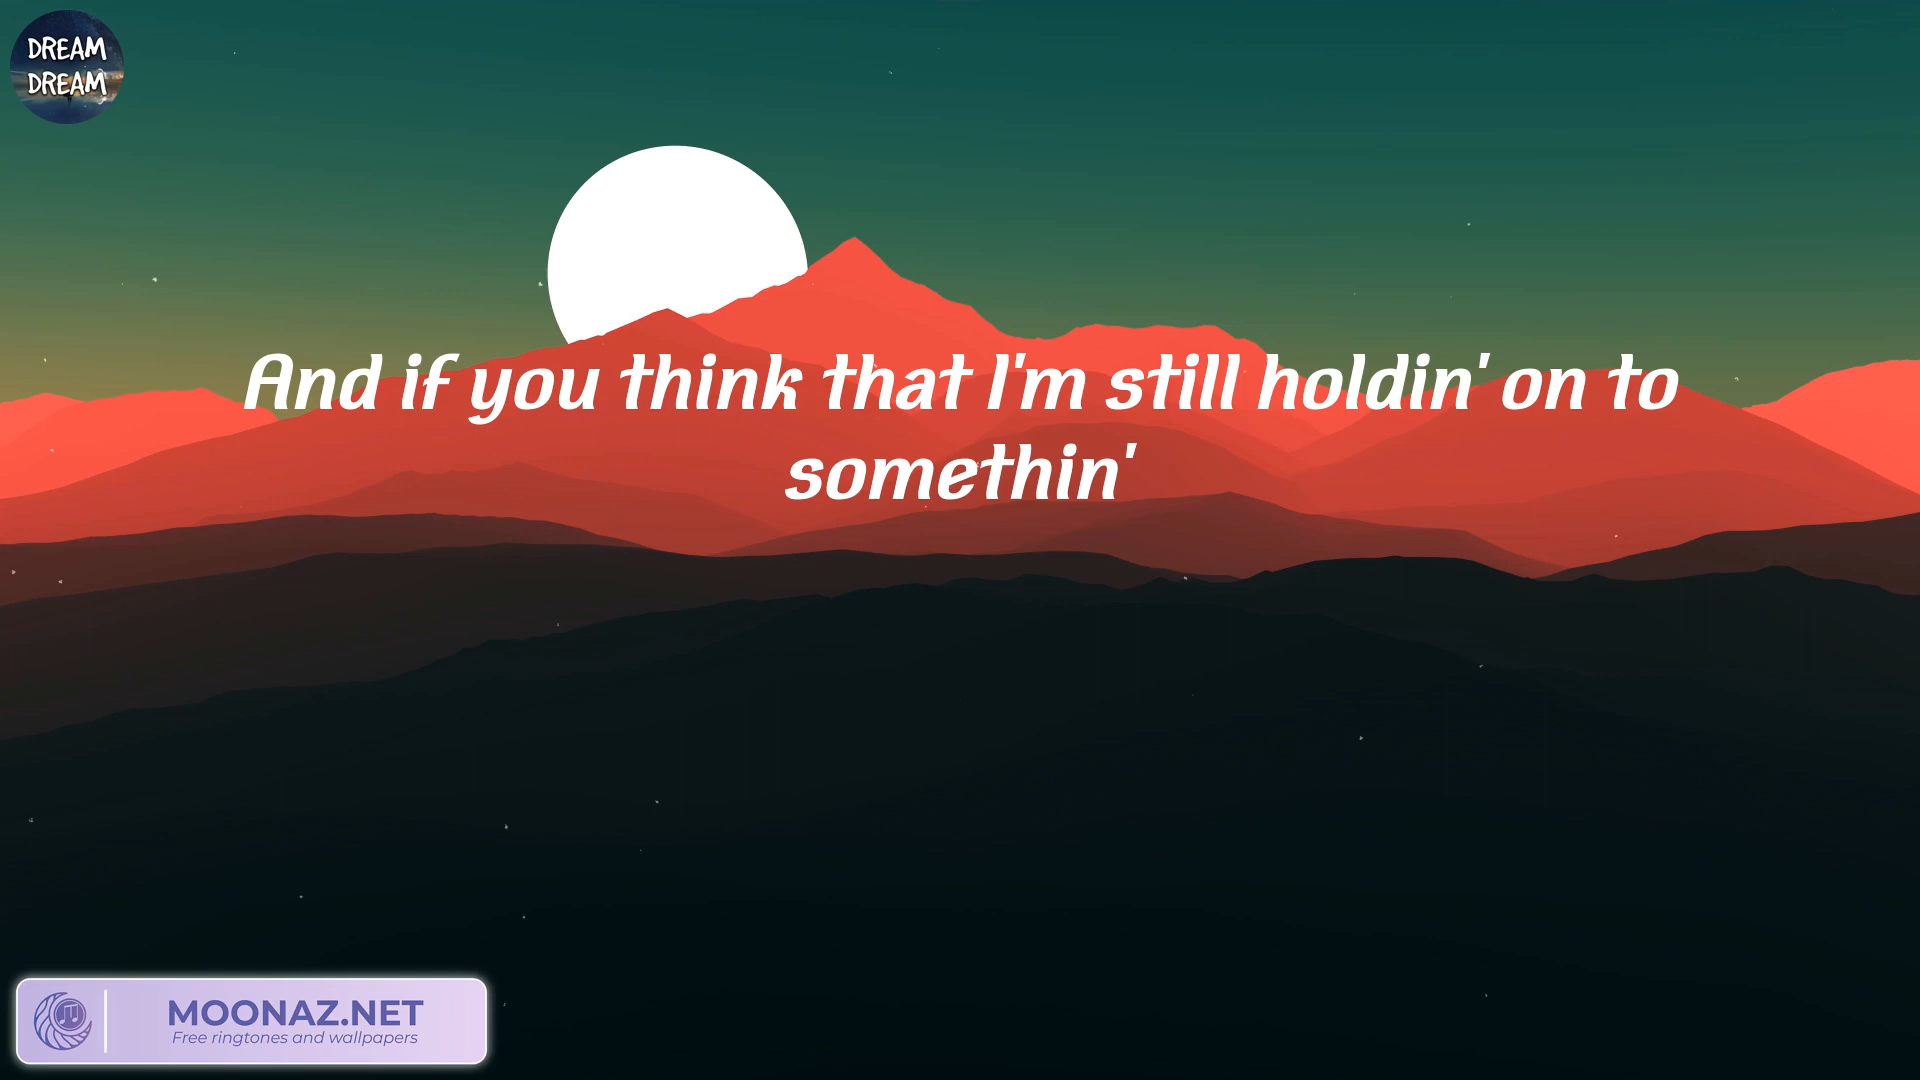 DREAM
DREAM
And if you think that I'm still holdin' on to
somethin'
MOONAZ.NET
Free ringtones and wallpapers